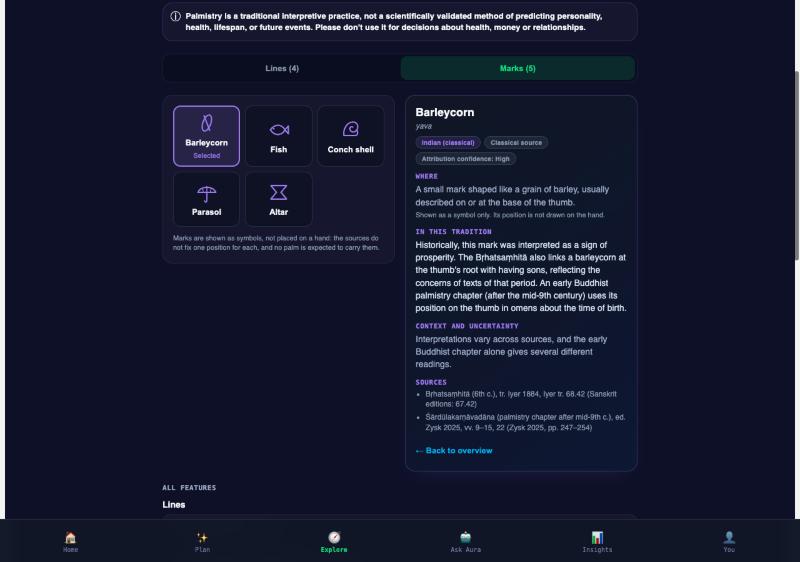 Palmistry is a traditional interpretive practice, not a scientifically validated method of predicting personality,
health, lifespan, or future events. Please don't use it for decisions about health, money or relationships.
Lines (4)
Marks (5)
Barleycorn
Selected
Fish
Conch shell
Parasol
Altar
Marks are shown as symbols, not placed on a hand: the sources do
not fix one position for each, and no palm is expected to carry them.
Barleycorn
yava
Indian (classical)
Classical source
Attribution confidence: High
WHERE
A small mark shaped like a grain of barley, usually
described on or at the base of the thumb.
Shown as a symbol only. Its position is not drawn on the hand.
IN THIS TRADITION
Historically, this mark was interpreted as a sign of
prosperity. The Bṛhatsaṃhitā also links a barleycorn at
the thumb's root with having sons, reflecting the
concerns of texts of that period. An early Buddhist
palmistry chapter (after the mid-9th century) uses its
position on the thumb in omens about the time of birth.
CONTEXT AND UNCERTAINTY
Interpretations vary across sources, and the early
Buddhist chapter alone gives several different
readings.
SOURCES
• Bṛhatsaṃhitā (6th c.), tr. Iyer 1884, Iyer tr. 68.42 (Sanskrit
editions: 67.42)
• Śārdūlakarṇāvadāna (palmistry chapter after mid-9th c.), ed.
Zysk 2025, vv. 9–15, 22 (Zysk 2025, pp. 247–254)
← Back to overview
ALL FEATURES
Lines
Home
Plan
Explore
Ask Aura
Insights
You